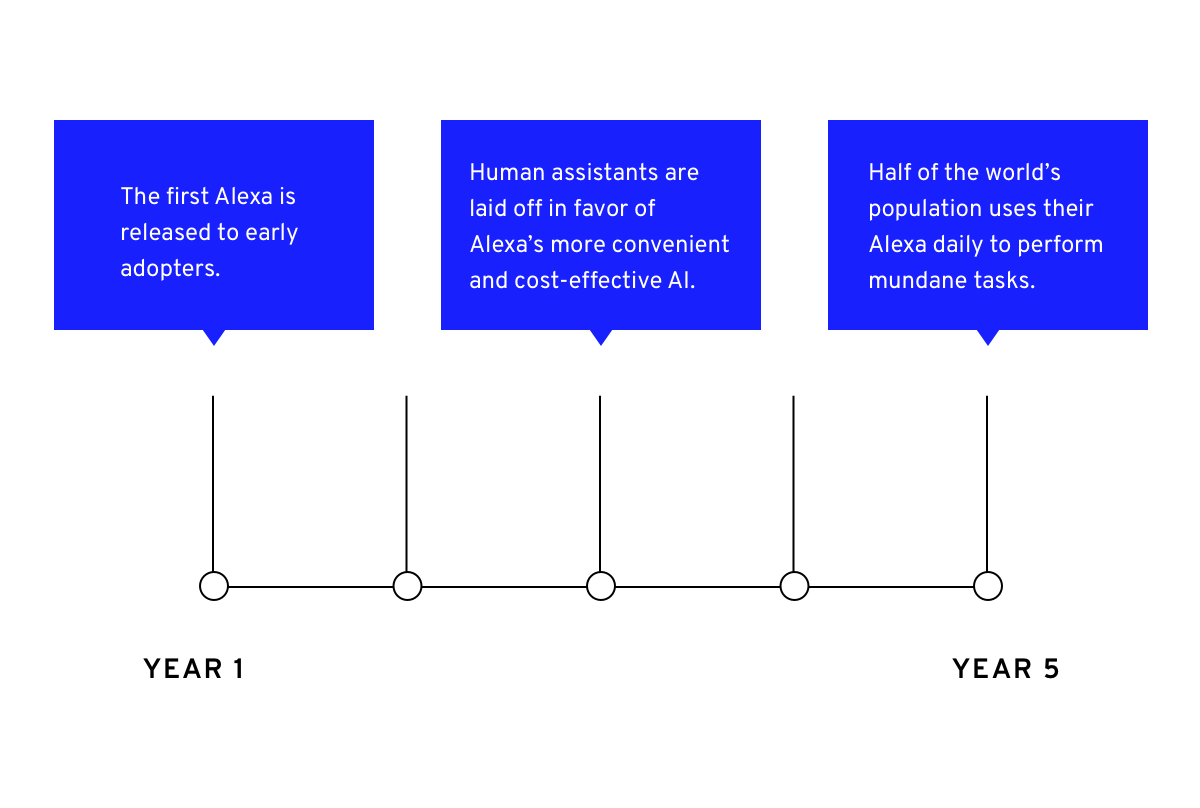 The first Alexa is
released to early
adopters.
Human assistants are
laid off in favor of
Alexa’s more convenient
and cost-effective AI.
Half of the world’s
population uses their
Alexa daily to perform
mundane tasks.
YEAR 1
YEAR 5